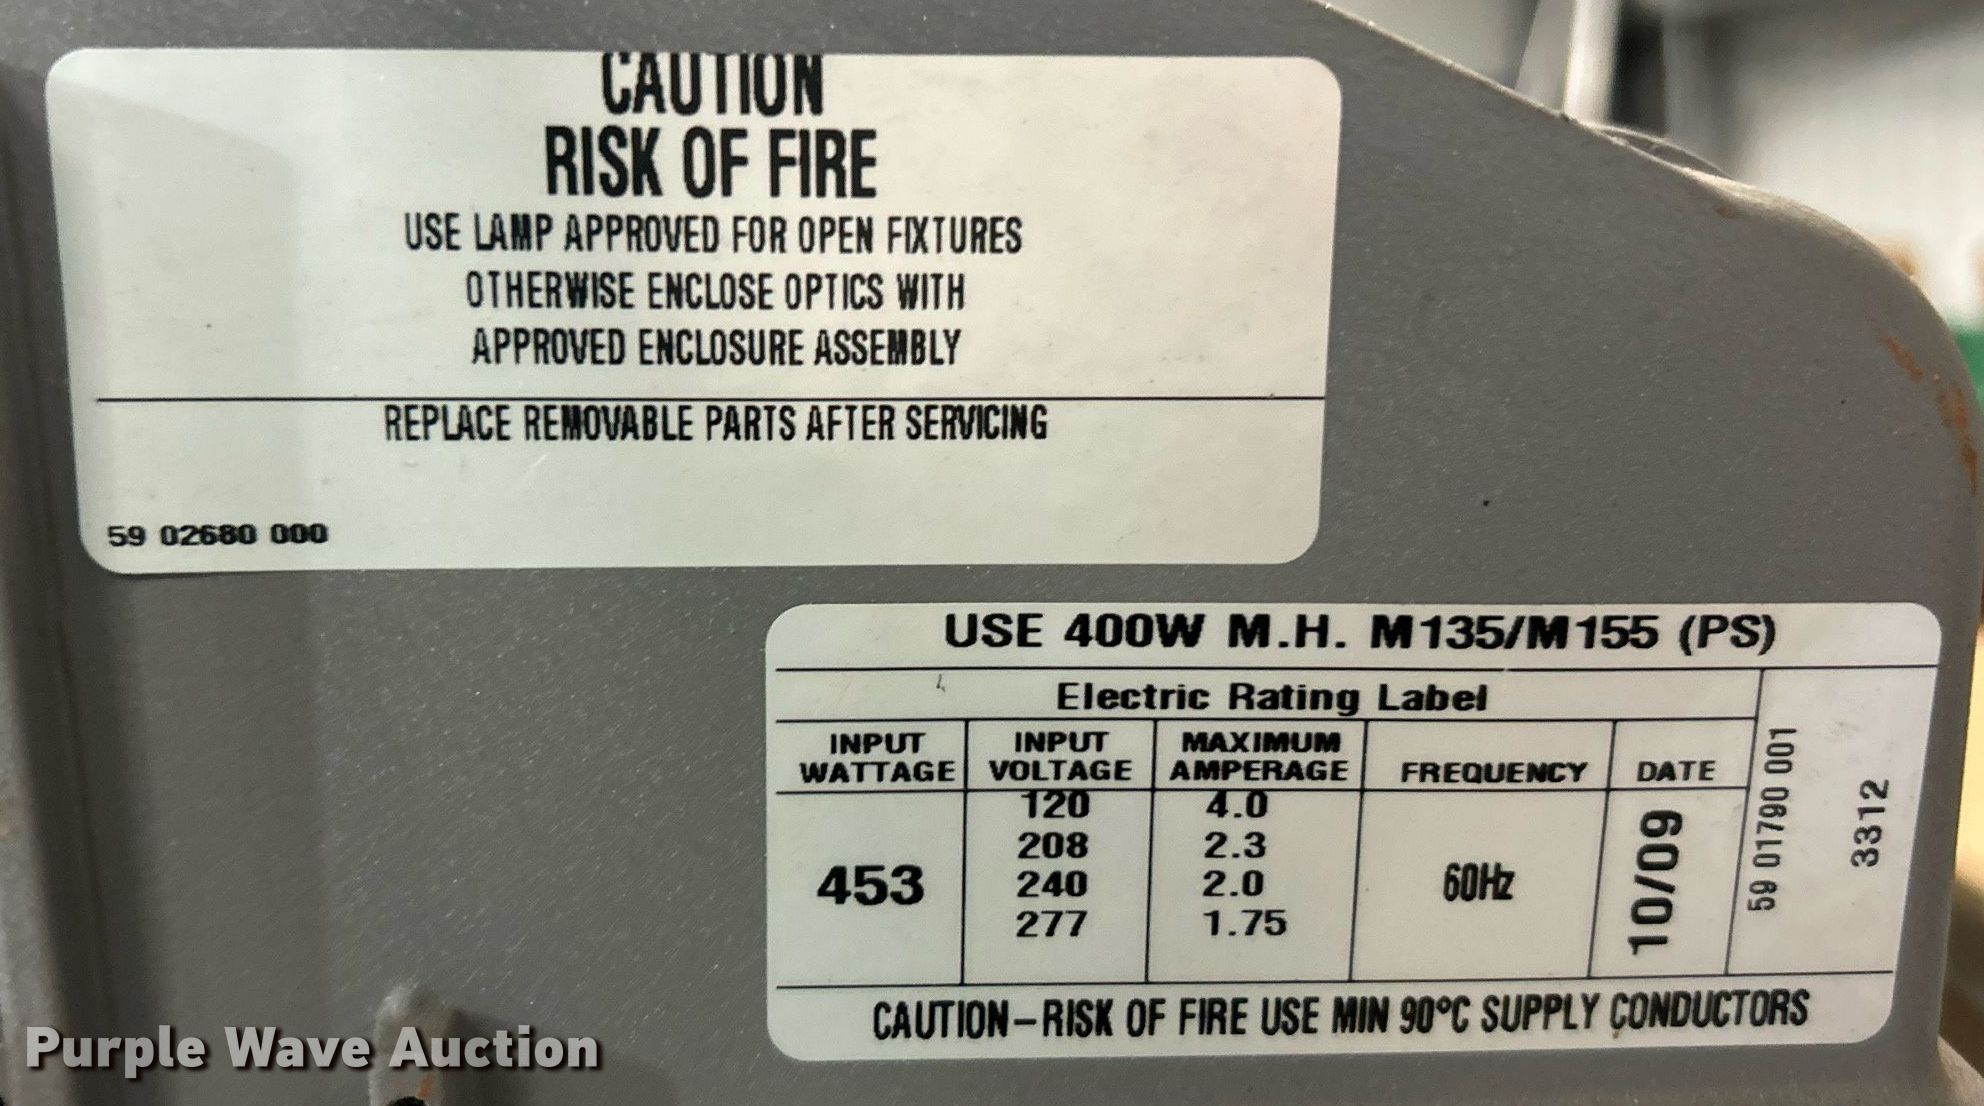 CAUTION
RISK OF FIRE
USE LAMP APPROVED FOR OPEN FIXTURES
OTHERWISE ENCLOSE OPTICS WITH
APPROVED ENCLOSURE ASSEMBLY
REPLACE REMOVABLE PARTS AFTER SERVICING
59 02680 000
USE 400W M.H. M135/M155 (PS)
Electric Rating Label
INPUT WATTAGE INPUT VOLTAGE MAXIMUM AMPERAGE FREQUENCY DATE
120 4.0
208 2.3
453 240 2.0 60Hz 10/09
277 1.75
59 01790 001
3312
CAUTION-RISK OF FIRE USE MIN 90°C SUPPLY CONDUCTORS
Purple Wave Auction